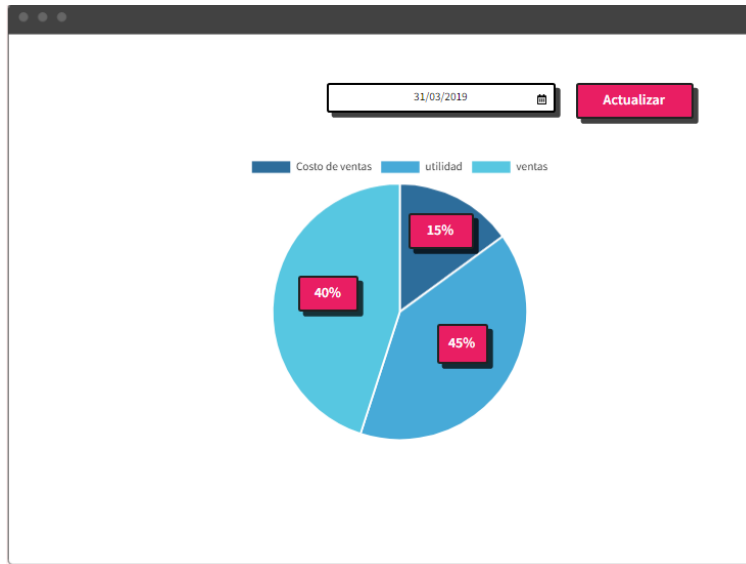 31/03/2019
Actualizar
Costo de ventas utilidad ventas
15%
40%
45%